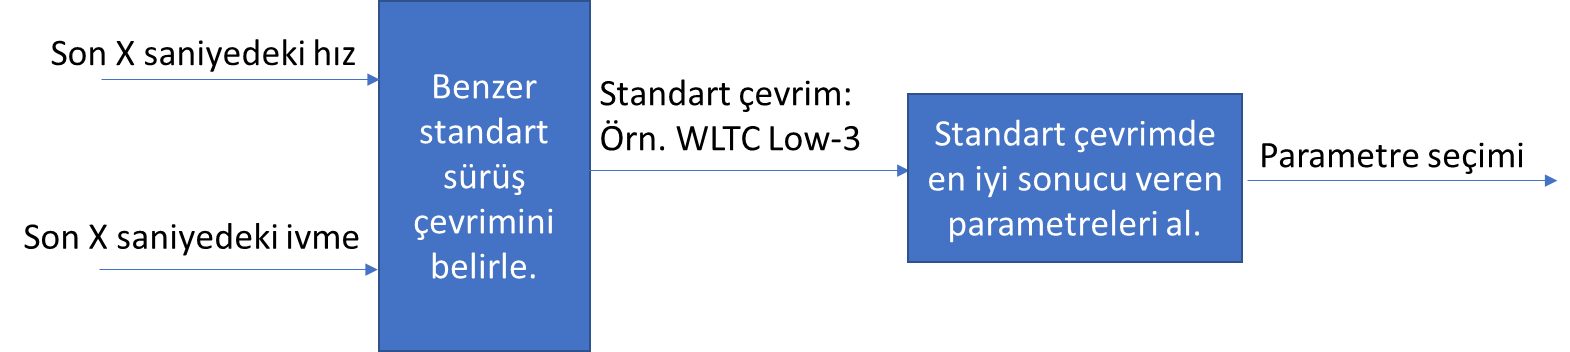 Son X saniyedeki hız
Son X saniyedeki ivme
Benzer
standart
sürüş
çevrimini
belirle.
Standart çevrim:
Örn. WLTC Low-3
Standart çevrimde
en iyi sonucu veren
parametreleri al.
Parametre seçimi